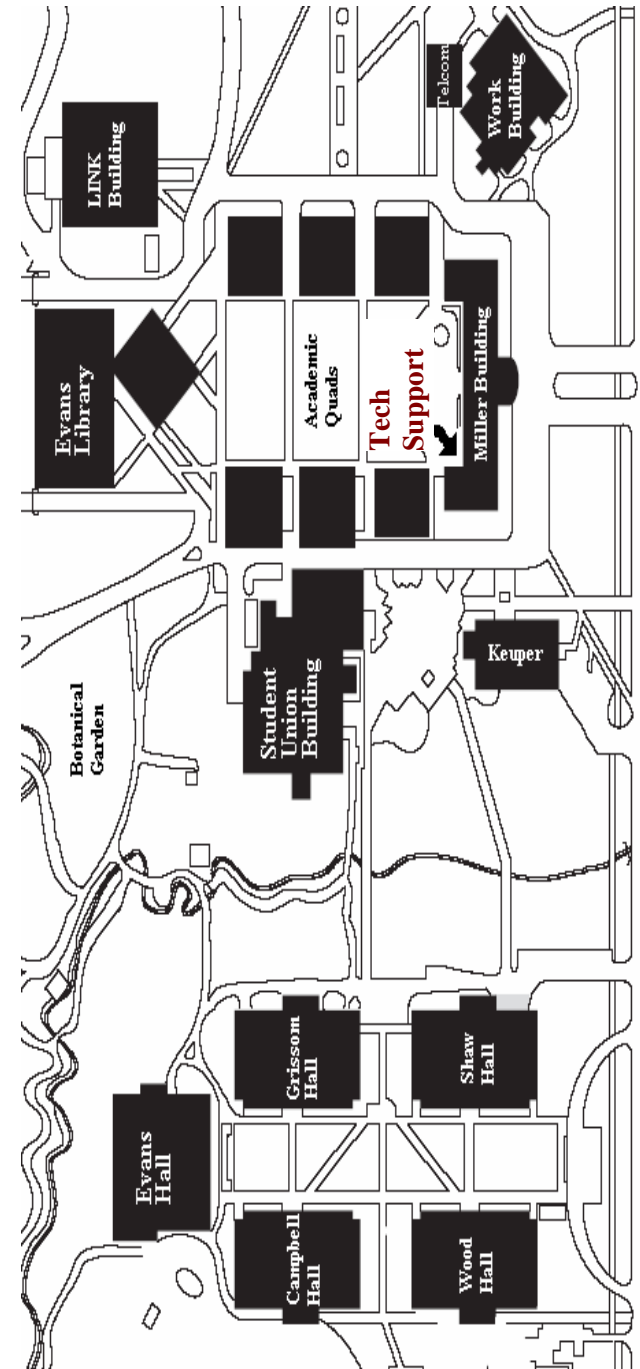 Telcom
Work
Building
LINK
Building
Evans
Library
Academic
Quads
Tech
Support
Miller Building
Student
Union
Building
Keuper
Botanical
Garden
Grissom
Hall
Shaw
Hall
Evans
Hall
Campbell
Hall
Wood
Hall